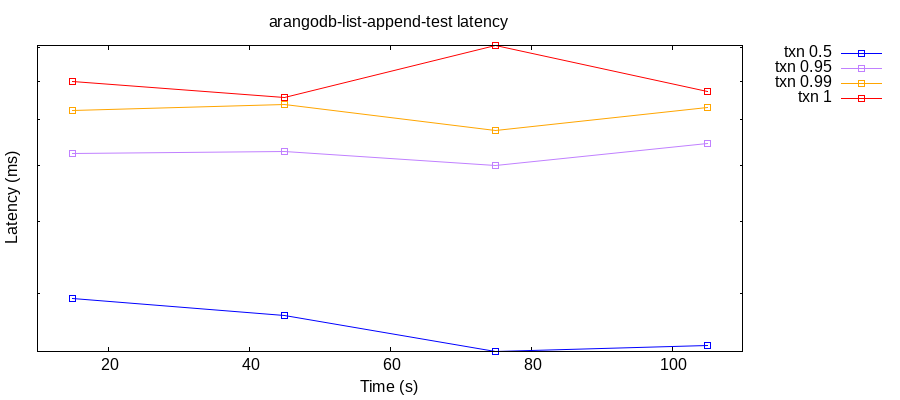 arangodb-list-append-test latency
txn 0.5
txn 0.95
txn 0.99
txn 1
Latency (ms)
20 40 60 80 100
Time (s)